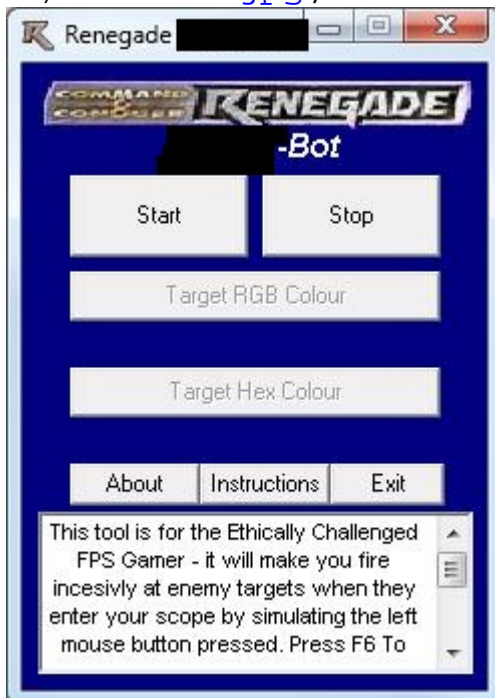 Renegade
COMMAND & CONQUER RENEGADE
-Bot
Start Stop
Target RGB Colour
Target Hex Colour
About Instructions Exit
This tool is for the Ethically Challenged
FPS Gamer - it will make you fire
incesivly at enemy targets when they
enter your scope by simulating the left
mouse button pressed. Press F6 To